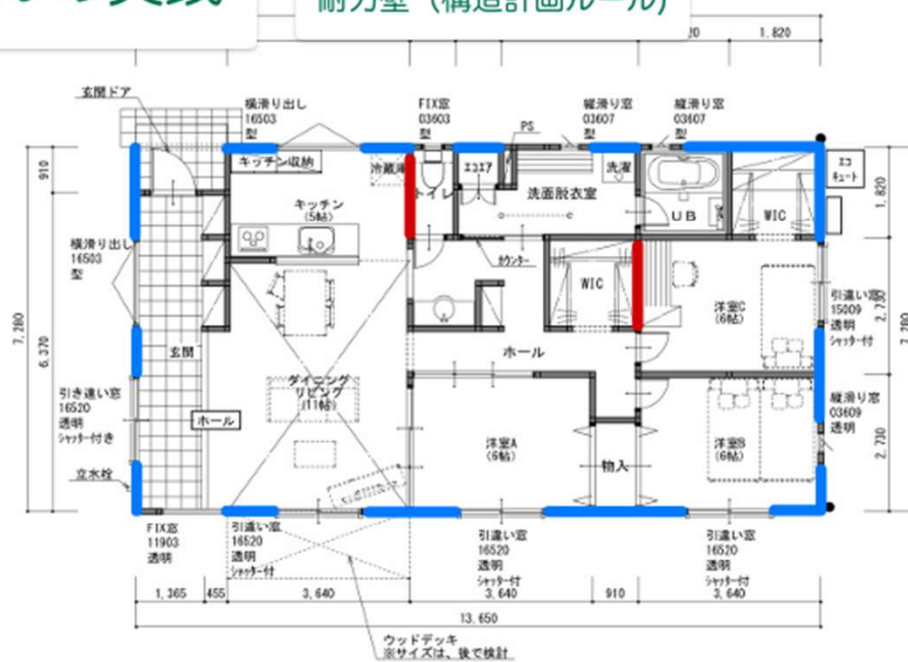 耐力壁（構造計画ルール）
1,820
玄関ドア
横滑り出し
16503
型
FIX窓
03603
型
PS
縦滑り窓
03607
型
縦滑り窓
03607
型
キッチン収納
冷蔵庫
トイレ
ｴｺｴｱ
洗濯
洗面脱衣室
キッチン
(5帖)
UB
WIC
エコ
キュート
910
1,820
横滑り出し
16503
型
ｶｳﾝﾀｰ
WIC
洋室C
(6帖)
引違い窓
15009
透明
ｼｬｯﾀｰ付
2,730
7,280
6,370
7,280
玄関
ホール
ダイニング
リビング
(11帖)
引き違い窓
16520
透明
ｼｬｯﾀｰ付き
ホール
縦滑り窓
03609
透明
洋室A
(6帖)
洋室B
(6帖)
物入
2,730
立水栓
FIX窓
11903
透明
引違い窓
16520
透明
ｼｬｯﾀｰ付
引違い窓
16520
透明
ｼｬｯﾀｰ付
引違い窓
16520
透明
ｼｬｯﾀｰ付
1,365
455
3,640
3,640
910
3,640
13,650
ウッドデッキ
※サイズは、後で検討